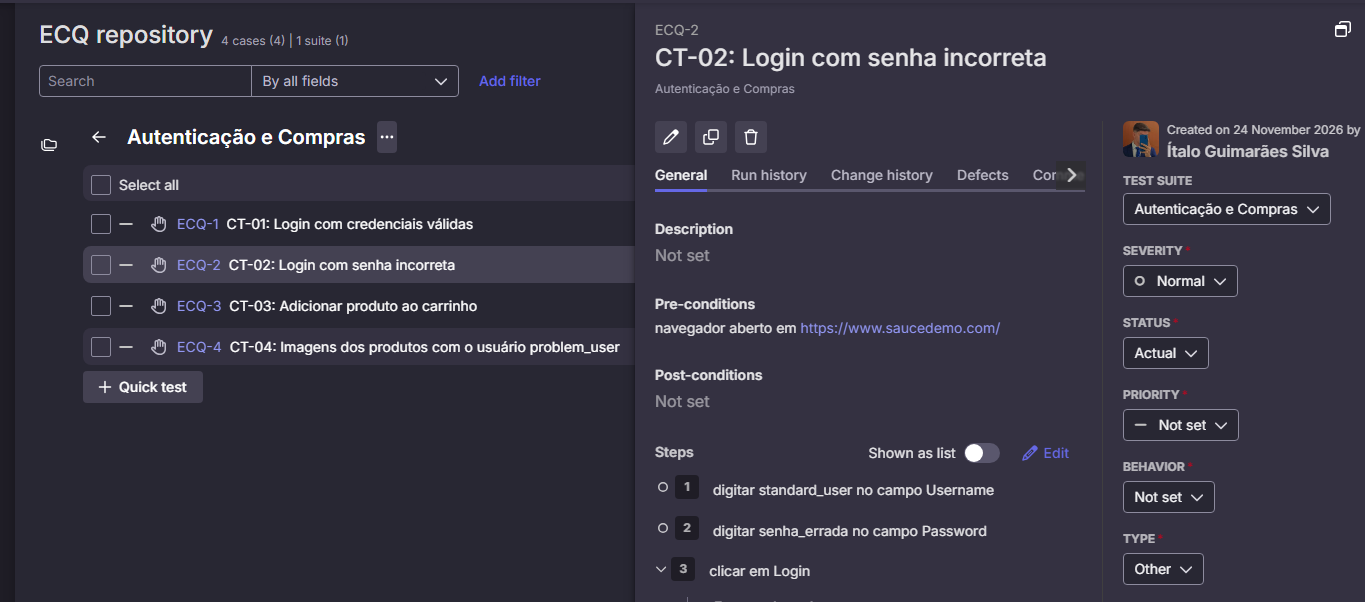 ECQ repository 4 cases (4) | 1 suite (1)
Search
By all fields
Add filter
Autenticação e Compras
Select all
ECQ-1 CT-01: Login com credenciais válidas
ECQ-2 CT-02: Login com senha incorreta
ECQ-3 CT-03: Adicionar produto ao carrinho
ECQ-4 CT-04: Imagens dos produtos com o usuário problem_user
+ Quick test
ECQ-2
CT-02: Login com senha incorreta
Autenticação e Compras
General Run history Change history Defects
Description
Not set
Pre-conditions
navegador aberto em https://www.saucedemo.com/
Post-conditions
Not set
Steps Shown as list Edit
1 digitar standard_user no campo Username
2 digitar senha_errada no campo Password
3 clicar em Login
Created on 24 November 2026 by
Ítalo Guimarães Silva
TEST SUITE
Autenticação e Compras
SEVERITY *
Normal
STATUS *
Actual
PRIORITY *
Not set
BEHAVIOR *
Not set
TYPE *
Other